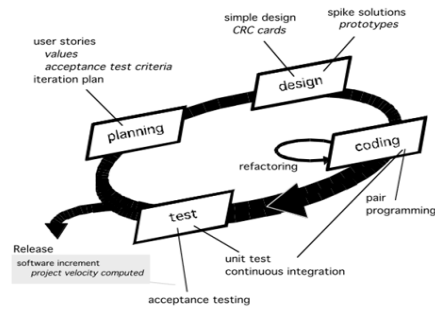 spike solutions
prototypes
simple design
CRC cards
user stories
values
acceptance test criteria
iteration plan
design
planning
coding
refactoring
pair
programming
test
unit test
continuous integration
acceptance testing
Release
software increment
project velocity computed